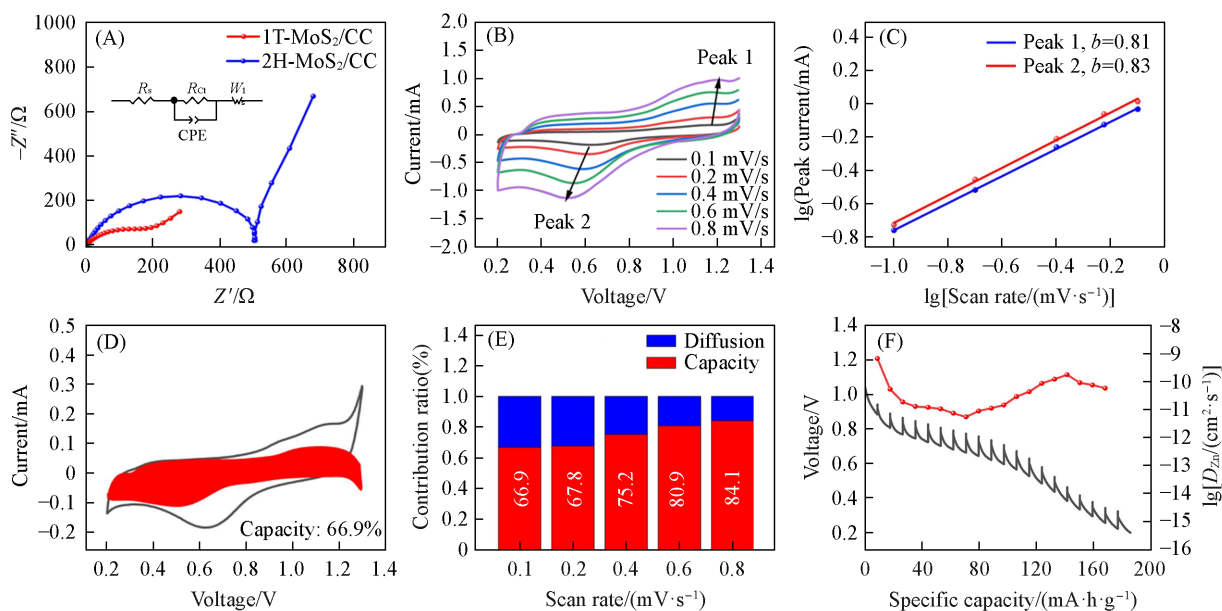 (A)
1T-MoS₂/CC
2H-MoS₂/CC
Rs
Rct
W1
CPE
−Z″/Ω
1000
800
600
400
200
0
0 200 400 600 800
Z′/Ω
(B)
Peak 1
Peak 2
0.1 mV/s
0.2 mV/s
0.4 mV/s
0.6 mV/s
0.8 mV/s
Current/mA
2.0
1.5
1.0
0.5
0
−0.5
−1.0
−1.5
−2.0
0.2 0.4 0.6 0.8 1.0 1.2 1.4
Voltage/V
(C)
Peak 1, b=0.81
Peak 2, b=0.83
lg(Peak current/mA)
0.4
0.2
0
−0.2
−0.4
−0.6
−0.8
−1.0 −0.8 −0.6 −0.4 −0.2 0
lg[Scan rate/(mV·s⁻¹)]
(D)
Capacity: 66.9%
Current/mA
0.5
0.4
0.3
0.2
0.1
0
−0.1
−0.2
0.2 0.4 0.6 0.8 1.0 1.2 1.4
Voltage/V
(E)
Diffusion
Capacity
66.9
67.8
75.2
80.9
84.1
Contribution ratio(%)
1.4
1.2
1.0
0.8
0.6
0.4
0.2
0
0.1 0.2 0.4 0.6 0.8
Scan rate/(mV·s⁻¹)
(F)
Voltage/V
1.4
1.2
1.0
0.8
0.6
0.4
0.2
0 40 80 120 160 200
Specific capacity/(mA·h·g⁻¹)
−8
−9
−10
−11
−12
−13
−14
−15
−16
lg[DZn/(cm²·s⁻¹)]